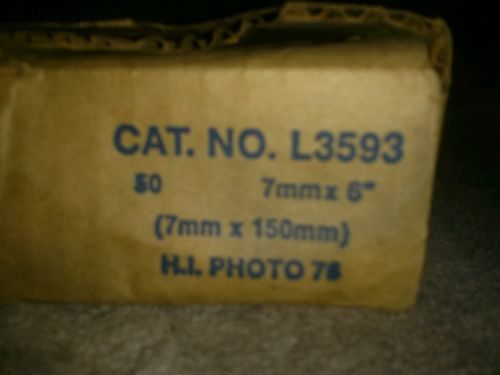 CAT. NO. L3593
50 7mm x 6"
(7mm x 150mm)
H.I. PHOTO 78